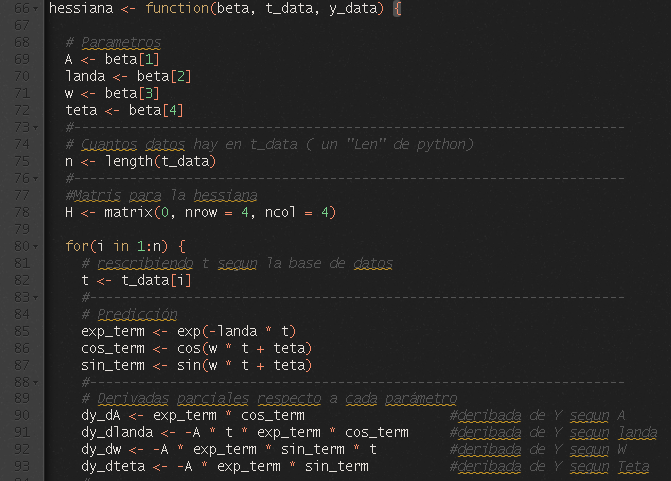 66 hessiana <- function(beta, t_data, y_data) {
67
68 # Parametros
69 A <- beta[1]
70 landa <- beta[2]
71 w <- beta[3]
72 teta <- beta[4]
73 #----------------------------------------------------------------------
74 # Cuantos datos hay en t_data ( un "Len" de python)
75 n <- length(t_data)
76 #----------------------------------------------------------------------
77 #Matris para la hessiana
78 H <- matrix(0, nrow = 4, ncol = 4)
79
80 for(i in 1:n) {
81 # rescribiendo t segun la base de datos
82 t <- t_data[i]
83 #--------------------------------------------------------------------
84 # Predicción
85 exp_term <- exp(-landa * t)
86 cos_term <- cos(w * t + teta)
87 sin_term <- sin(w * t + teta)
88 #--------------------------------------------------------------------
89 # Derivadas parciales respecto a cada parámetro
90 dy_dA <- exp_term * cos_term #deribada de Y segun A
91 dy_dlanda <- -A * t * exp_term * cos_term #deribada de Y segun landa
92 dy_dw <- -A * exp_term * sin_term * t #deribada de Y segun W
93 dy_dteta <- -A * exp_term * sin_term #deribada de Y segun Teta